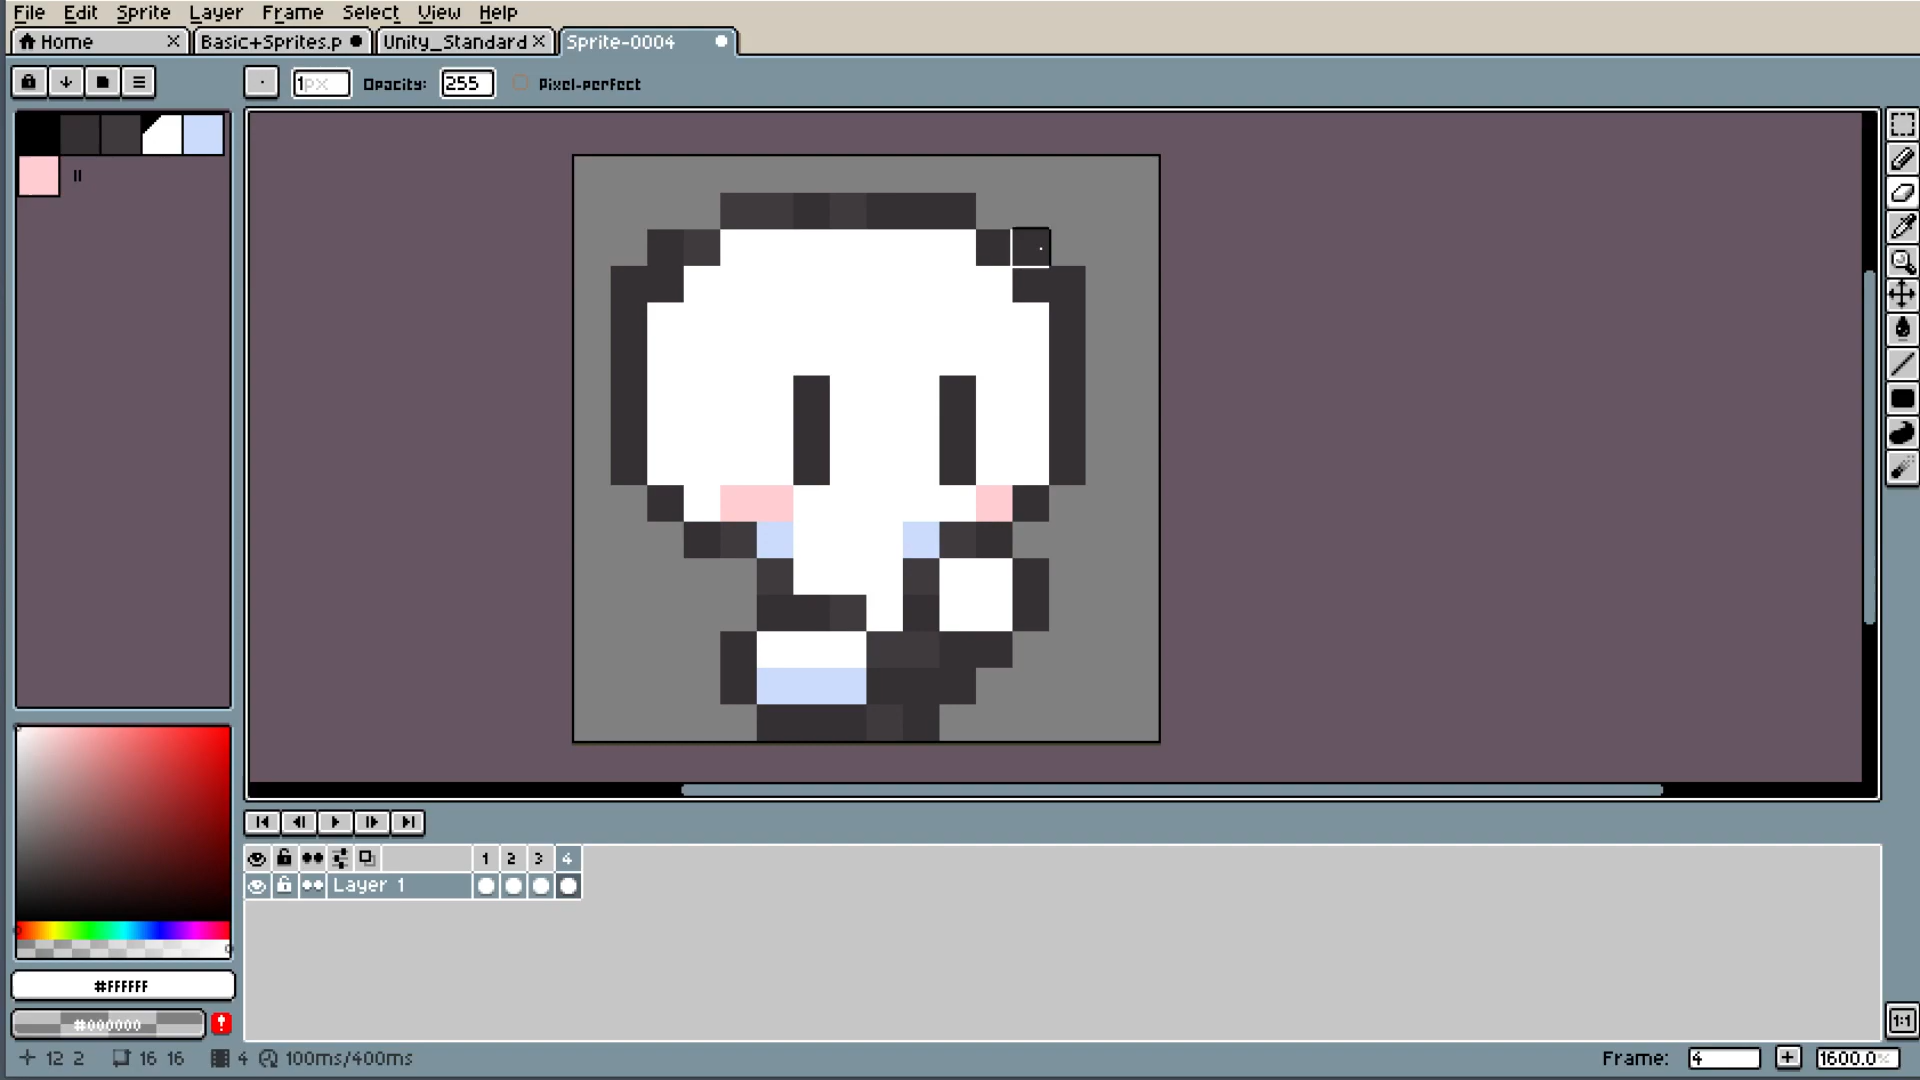 File Edit Sprite Layer Frame Select View Help
Home Basic+Sprites.p Unity_Standard Sprite-0004
1px Opacity: 255 Pixel-perfect
1 2 3 4
Layer 1
#FFFFFF
#000000
12 2 16 16 4 100ms/400ms Frame: 4 1600.0%
1:1